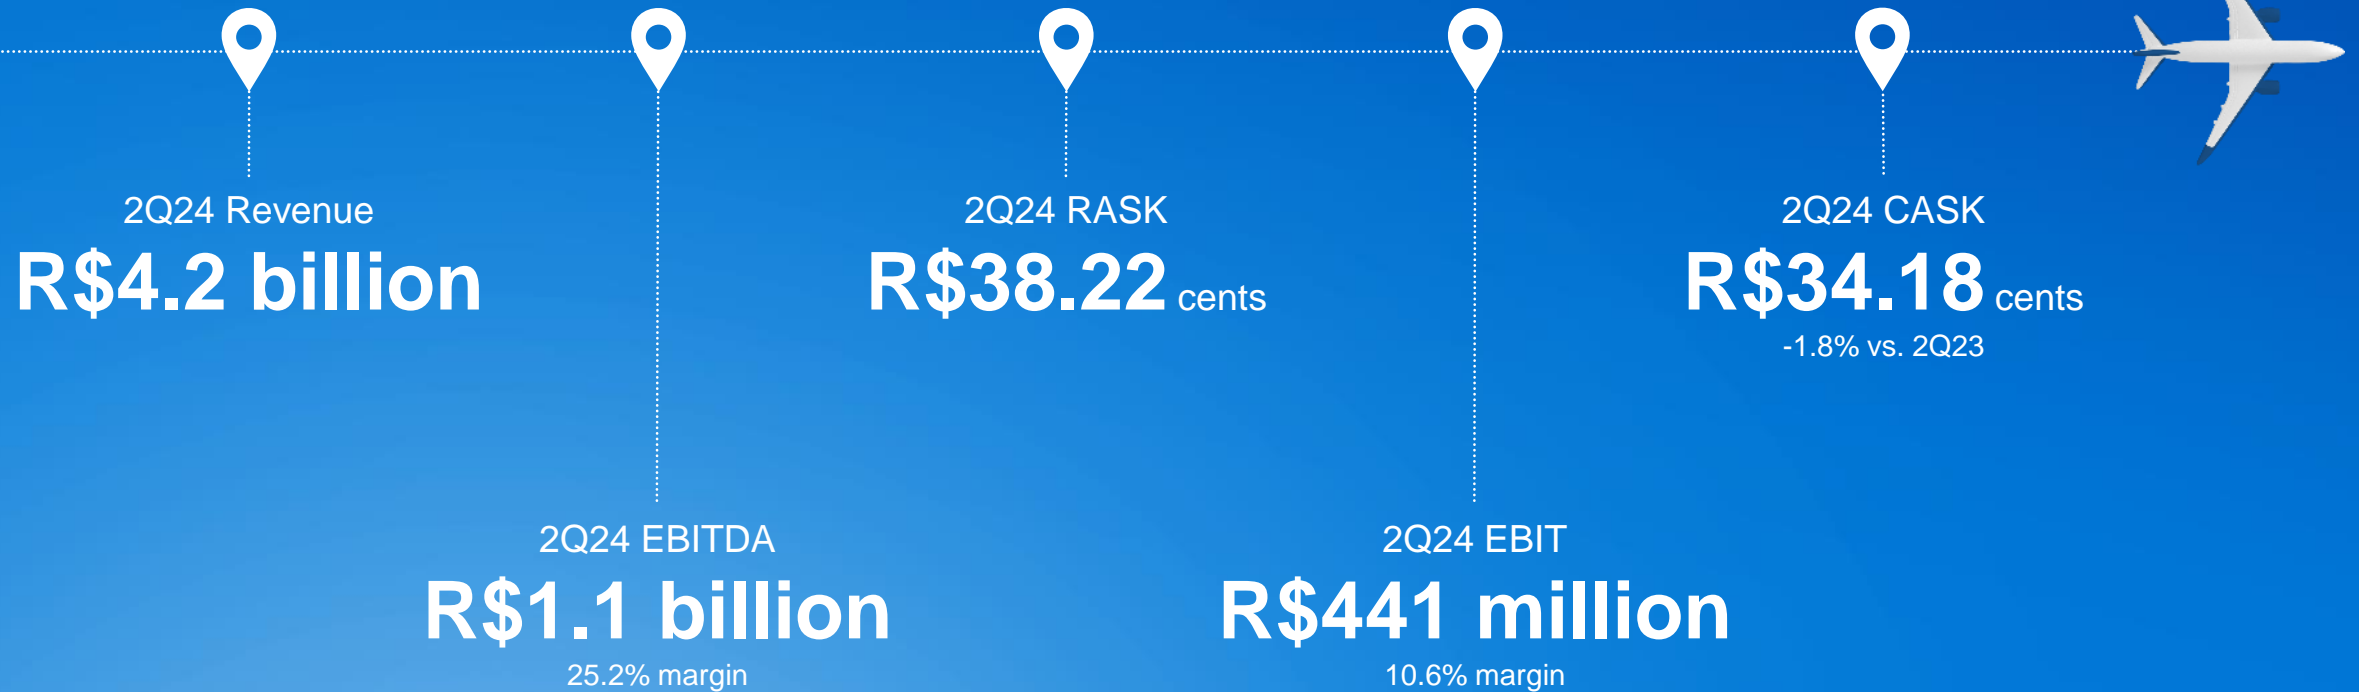 2Q24 Revenue
R$4.2 billion
2Q24 EBITDA
R$1.1 billion
25.2% margin
2Q24 RASK
R$38.22 cents
2Q24 EBIT
R$441 million
10.6% margin
2Q24 CASK
R$34.18 cents
-1.8% vs. 2Q23